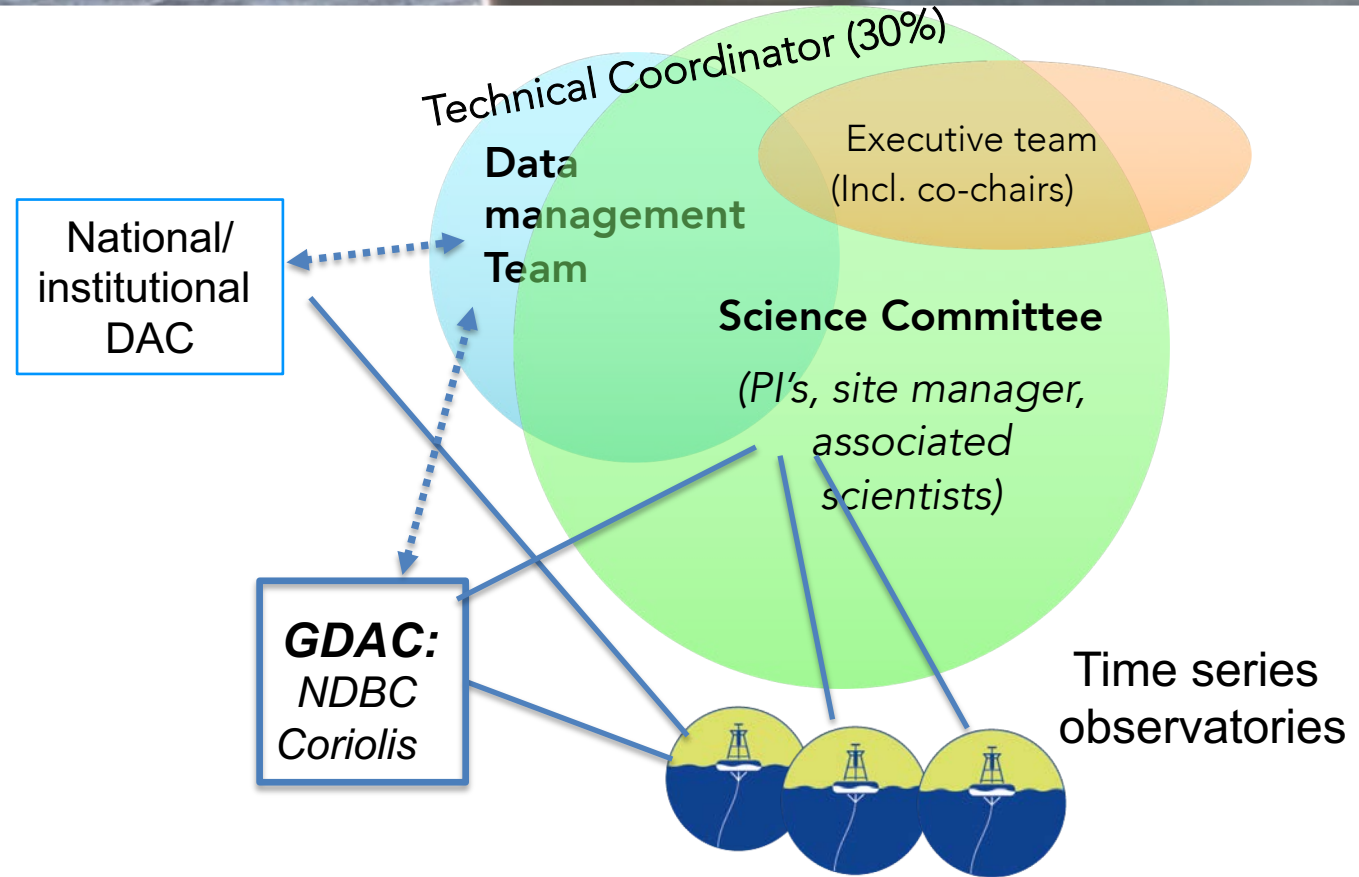 Technical Coordinator (30%)
Executive team
(Incl. co-chairs)
Data
management
Team
National/
institutional
DAC
Science Committee
(PI's, site manager,
associated
scientists)
GDAC:
NDBC
Coriolis
Time series
observatories